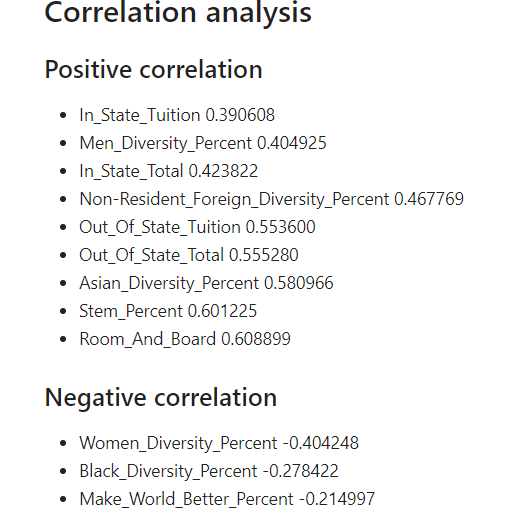 Correlation analysis
Positive correlation
In_State_Tuition 0.390608
Men_Diversity_Percent 0.404925
In_State_Total 0.423822
Non-Resident_Foreign_Diversity_Percent 0.467769
Out_Of_State_Tuition 0.553600
Out_Of_State_Total 0.555280
Asian_Diversity_Percent 0.580966
Stem_Percent 0.601225
Room_And_Board 0.608899
Negative correlation
Women_Diversity_Percent -0.404248
Black_Diversity_Percent -0.278422
Make_World_Better_Percent -0.214997